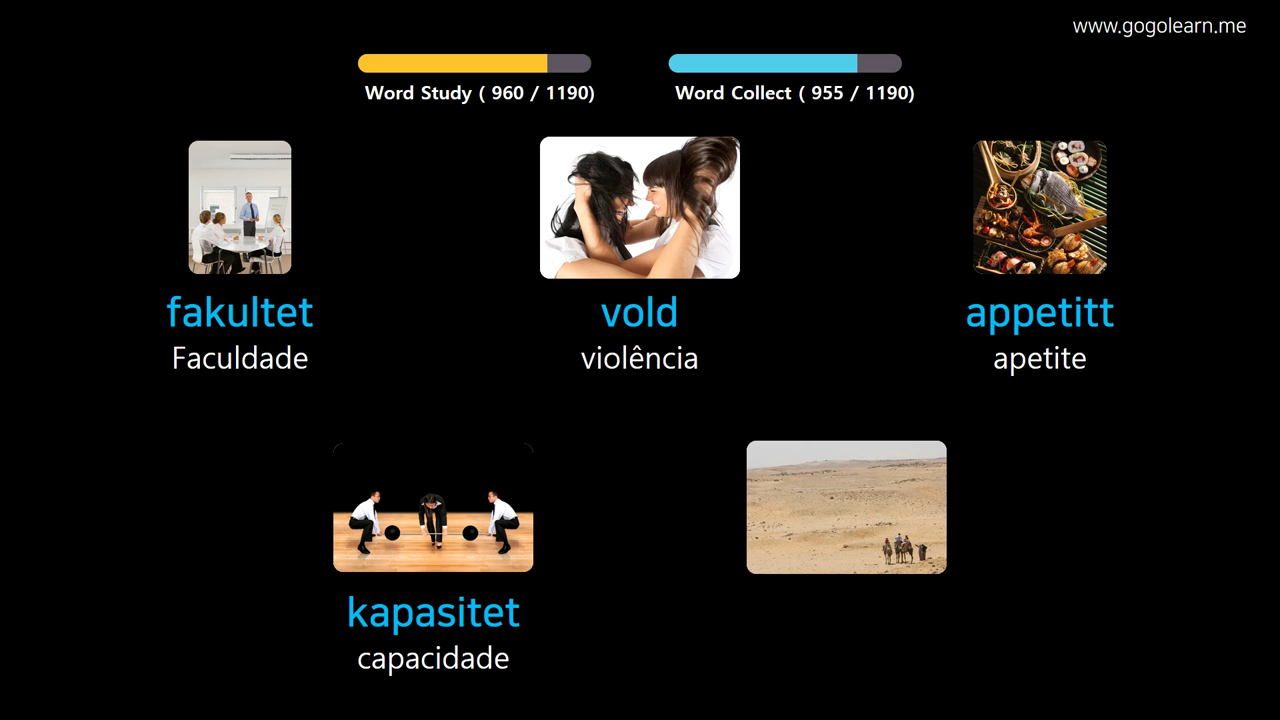 www.gogolearn.me
Word Study ( 960 / 1190)
Word Collect ( 955 / 1190)
fakultet
Faculdade
vold
violência
appetitt
apetite
kapasitet
capacidade